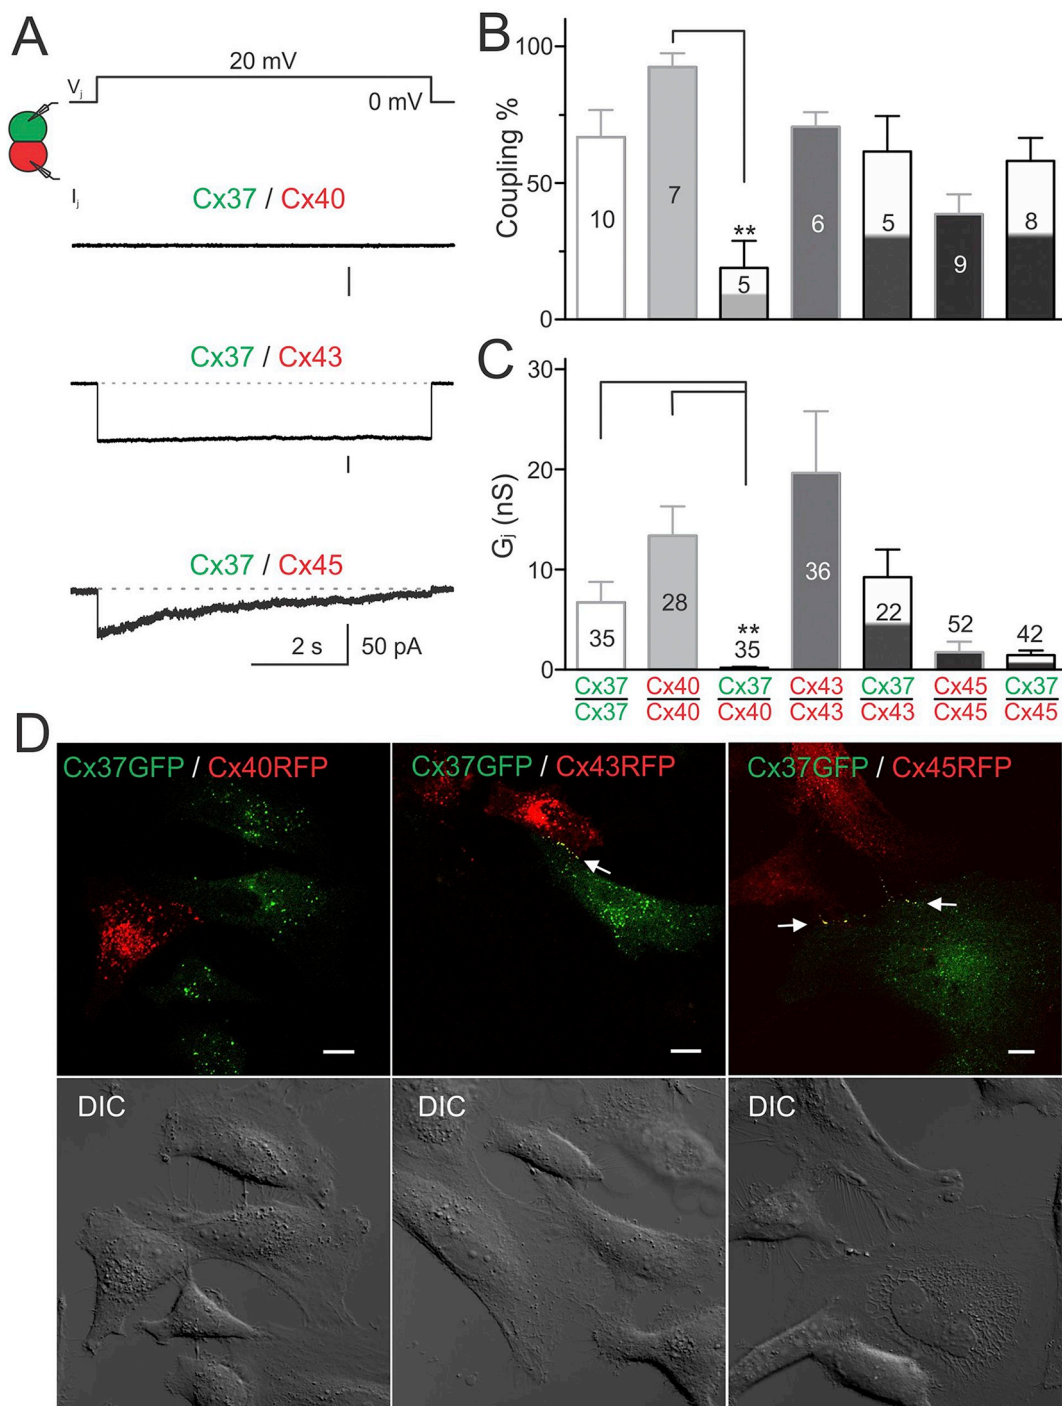 A
20 mV
Vj
0 mV
Ij
Cx37 / Cx40
Cx37 / Cx43
Cx37 / Cx45
2 s
50 pA
B
Coupling %
100
50
0
10
7
**
5
6
5
9
8
C
Gj (nS)
30
20
10
0
35
28
**
35
36
22
52
42
Cx37 Cx40 Cx37 Cx43 Cx37 Cx45 Cx37
Cx37 Cx40 Cx40 Cx43 Cx43 Cx45 Cx45
D
Cx37GFP / Cx40RFP
Cx37GFP / Cx43RFP
Cx37GFP / Cx45RFP
DIC
DIC
DIC